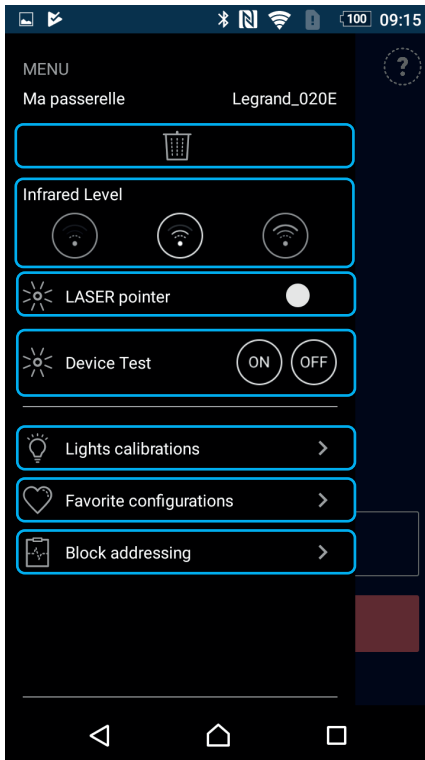 100 09:15
MENU
?
Ma passerelle Legrand_020E
Infrared Level
LASER pointer
Device Test ON OFF
Lights calibrations
Favorite configurations
Block addressing